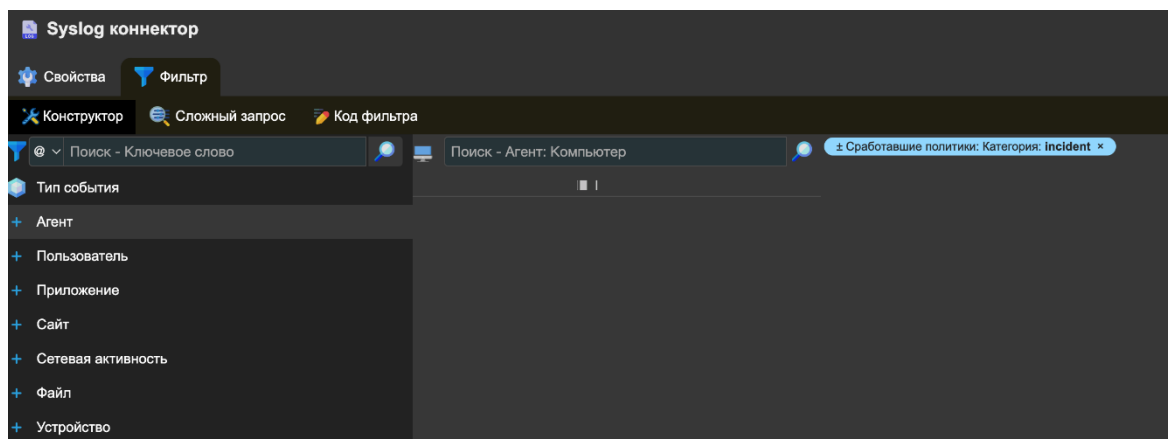 Syslog коннектор
Свойства Фильтр
Конструктор Сложный запрос Код фильтра
@ Поиск - Ключевое слово Поиск - Агент: Компьютер ± Сработавшие политики: Категория: incident ×
Тип события
+ Агент
+ Пользователь
+ Приложение
+ Сайт
+ Сетевая активность
+ Файл
+ Устройство